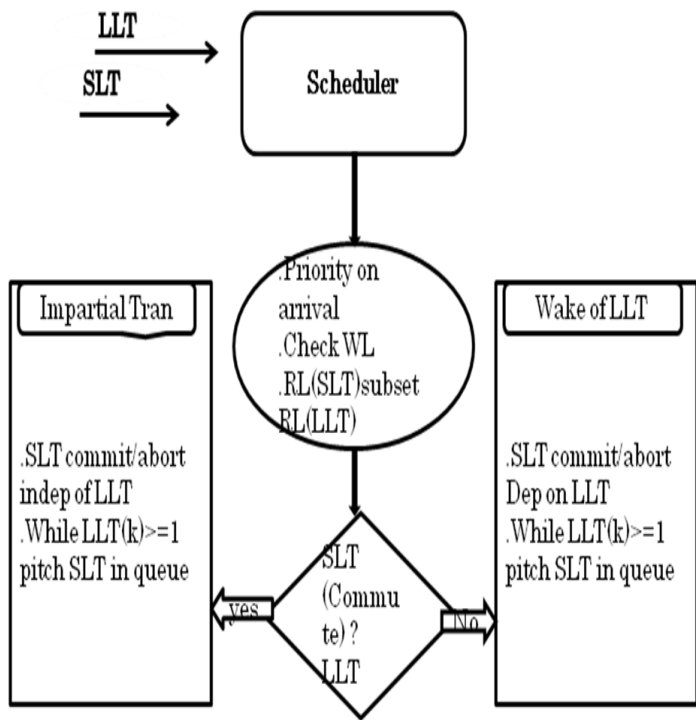 LLT
SLT
Scheduler
.Priority on
arrival
.Check WL
.RL(SLT)subset
RL(LLT)
Impartial Tran
.SLT commit/abort
indep of LLT
.While LLT(k)>=1
pitch SLT in queue
Wake of LLT
.SLT commit/abort
Dep on LLT
.While LLT(k)>=1
pitch SLT in queue
SLT
(Commu
te) ?
LLT
yes
No